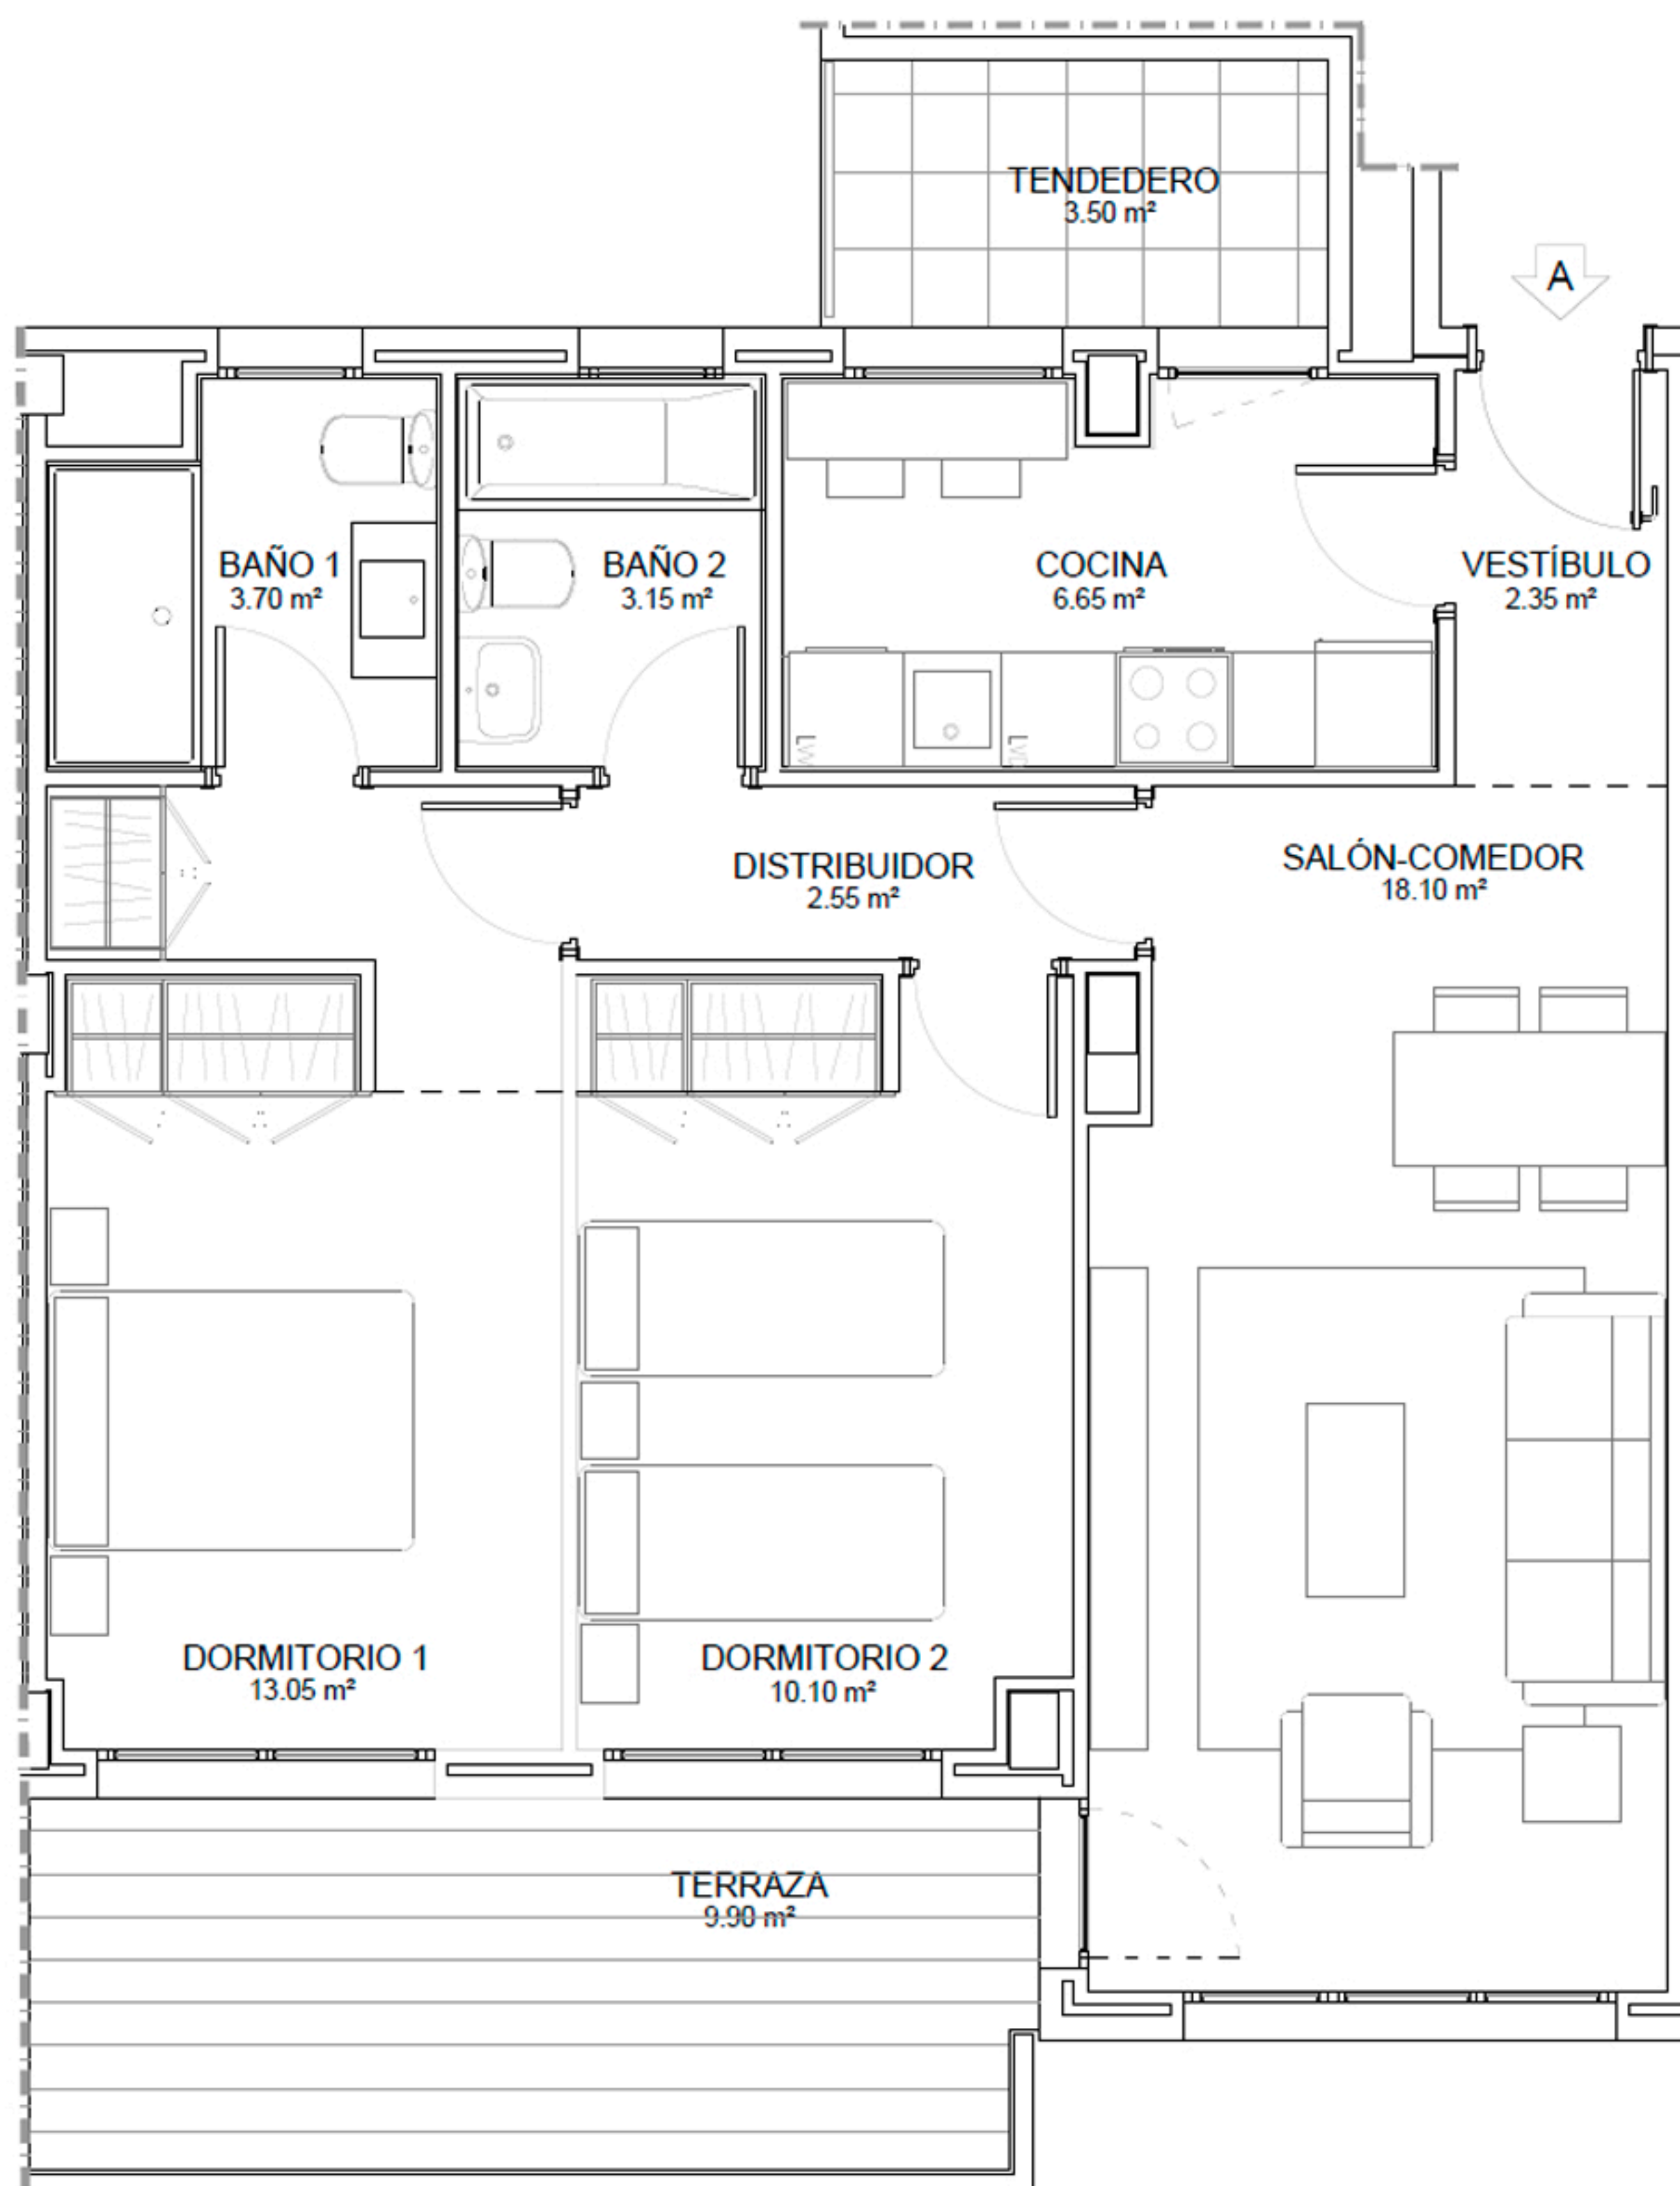 TENDEDERO
3.50 m²
A
BAÑO 1
3.70 m²
BAÑO 2
3.15 m²
COCINA
6.65 m²
VESTÍBULO
2.35 m²
DISTRIBUIDOR
2.55 m²
SALÓN-COMEDOR
18.10 m²
DORMITORIO 1
13.05 m²
DORMITORIO 2
10.10 m²
TERRAZA
9.90 m²